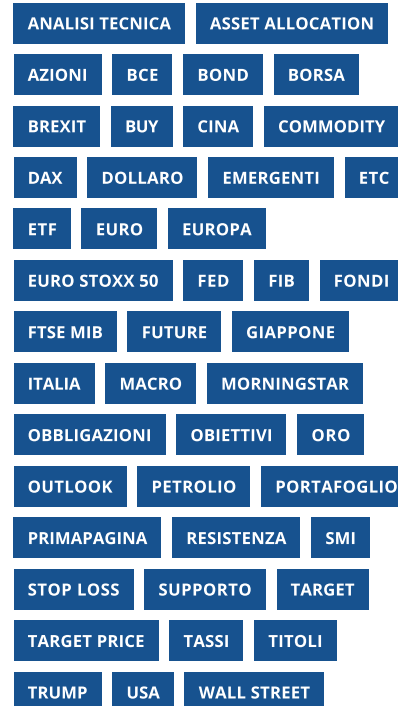 ANALISI TECNICA ASSET ALLOCATION
AZIONI BCE BOND BORSA
BREXIT BUY CINA COMMODITY
DAX DOLLARO EMERGENTI ETC
ETF EURO EUROPA
EURO STOXX 50 FED FIB FONDI
FTSE MIB FUTURE GIAPPONE
ITALIA MACRO MORNINGSTAR
OBBLIGAZIONI OBIETTIVI ORO
OUTLOOK PETROLIO PORTAFOGLIO
PRIMAPAGINA RESISTENZA SMI
STOP LOSS SUPPORTO TARGET
TARGET PRICE TASSI TITOLI
TRUMP USA WALL STREET